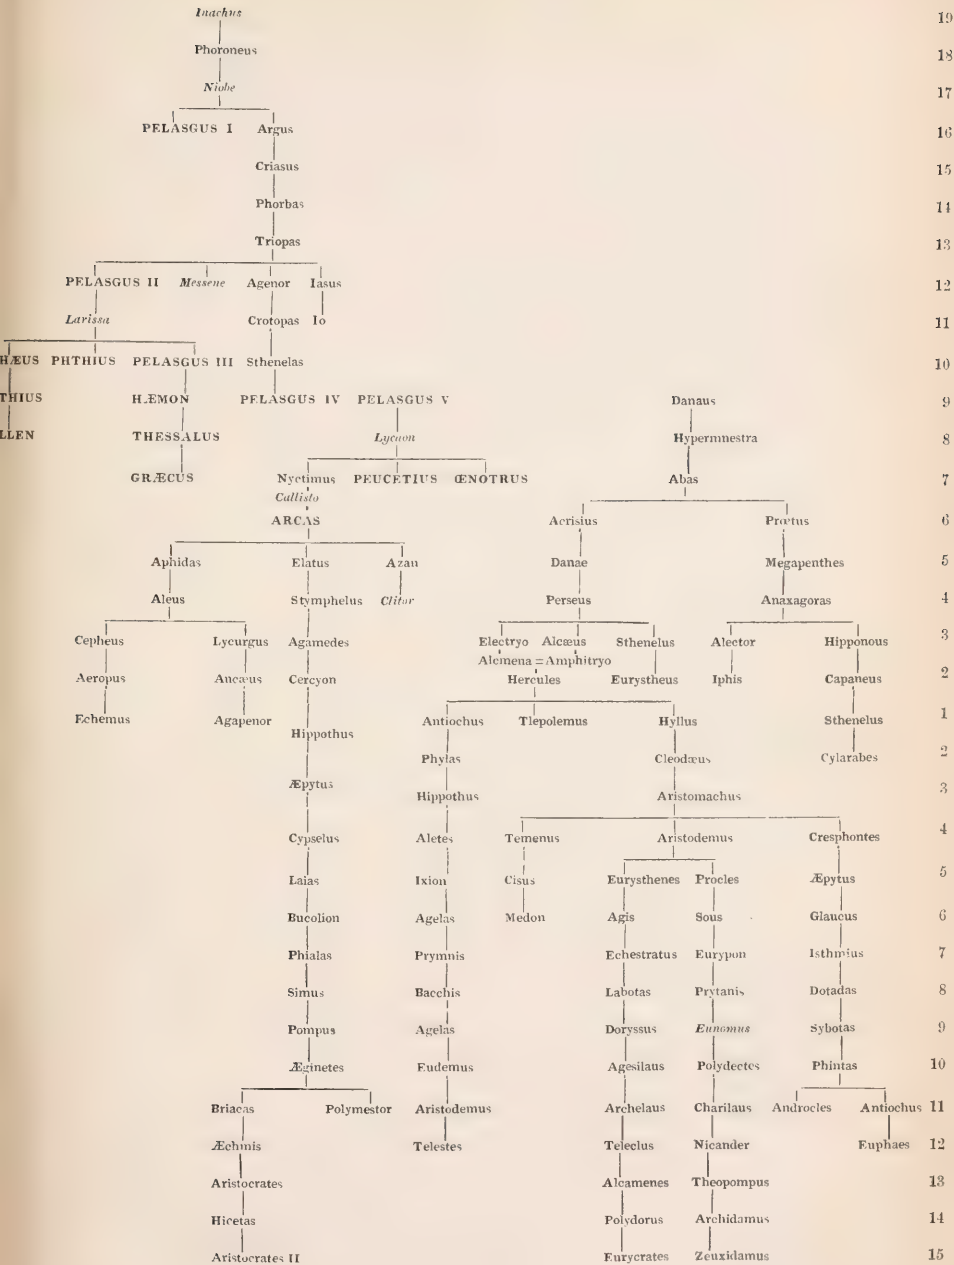 Inachus 19
Phoroneus 18
Niobe 17
PELASGUS I Argus 16
Criasus 15
Phorbas 14
Triopas 13
PELASGUS II Messene Agenor Iasus 12
Larissa Crotopas Io 11
HÆUS PHTHIUS PELASGUS III Sthenelas 10
THIUS HÆMON PELASGUS IV PELASGUS V Danaus 9
LLEN THESSALUS Lycaon Hypermnestra 8
GRÆCUS Nyctimus PEUCETIUS ŒNOTRUS Abas 7
Callisto
ARCAS Acrisius Prœtus 6
Aphidas Elatus Azan Danae Megapenthes 5
Aleus Stymphelus Clitor Perseus Anaxagoras 4
Cepheus Lycurgus Agamedes Electryo Alcæus Sthenelus Alector Hipponous 3
Alcmena = Amphitryo
Aeropus Ancæus Cercyon Hercules Eurystheus Iphis Capaneus 2
Echemus Agapenor Antiochus Tlepolemus Hyllus Sthenelus 1
Hippothus
Phylas Cleodæus Cylarabes 2
Æpytus
Hippothus Aristomachus 3
Cypselus Aletes Temenus Aristodemus Cresphontes 4
Laias Ixion Cisus Eurysthenes Procles Æpytus 5
Bucolion Agelas Medon Agis Sous Glaucus 6
Phialas Prymnis Echestratus Eurypon Isthmius 7
Simus Bacchis Labotas Prytanis Dotadas 8
Pompus Agelas Doryssus Eunomus Sybotas 9
Æginetes Eudemus Agesilaus Polydectes Phintas 10
Briacas Polymestor Aristodemus Archelaus Charilaus Androcles Antiochus 11
Æchmis Telestes Teleclus Nicander Euphaes 12
Aristocrates Alcamenes Theopompus 13
Hicetas Polydorus Archidamus 14
Aristocrates II Eurycrates Zeuxidamus 15